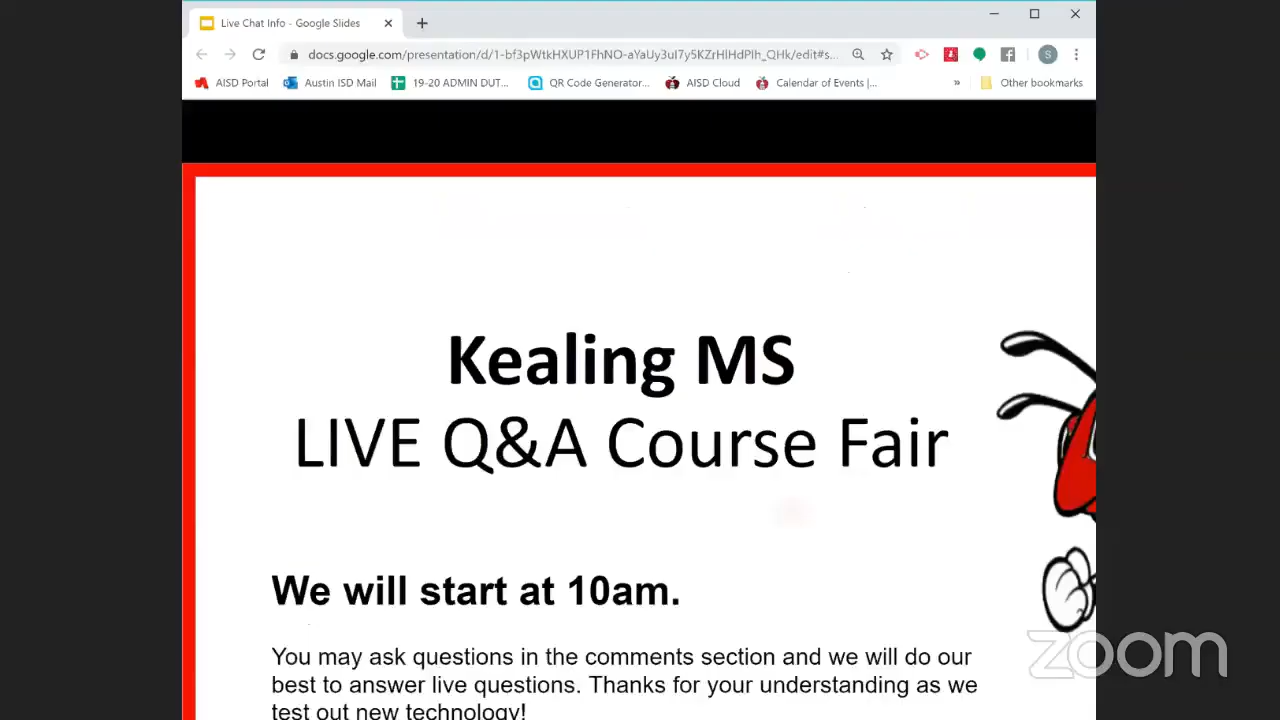 Live Chat Info - Google Slides
docs.google.com/presentation/d/1-bf3pWtkHXUP1FhNO-aYaUy3uI7y5KZrHlHdPlh_QHk/edit#s...
S
AISD Portal Austin ISD Mail 19-20 ADMIN DUT... QR Code Generator... AISD Cloud Calendar of Events |... » Other bookmarks
Kealing MS
LIVE Q&A Course Fair
We will start at 10am.
You may ask questions in the comments section and we will do our
best to answer live questions. Thanks for your understanding as we
test out new technology!
zoom